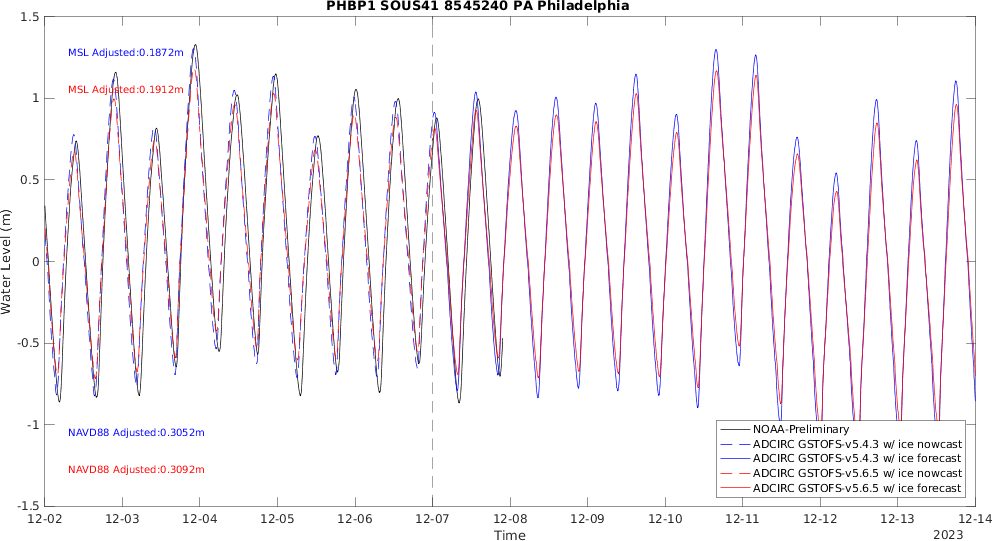 PHBP1 SOUS41 8545240 PA Philadelphia
MSL Adjusted:0.1872m
MSL Adjusted:0.1912m
NAVD88 Adjusted:0.3052m
NAVD88 Adjusted:0.3092m
Water Level (m)
1.5
1
0.5
0
-0.5
-1
-1.5
NOAA-Preliminary
ADCIRC GSTOFS-v5.4.3 w/ ice nowcast
ADCIRC GSTOFS-v5.4.3 w/ ice forecast
ADCIRC GSTOFS-v5.6.5 w/ ice nowcast
ADCIRC GSTOFS-v5.6.5 w/ ice forecast
12-02 12-03 12-04 12-05 12-06 12-07 12-08 12-09 12-10 12-11 12-12 12-13 12-14
Time
2023